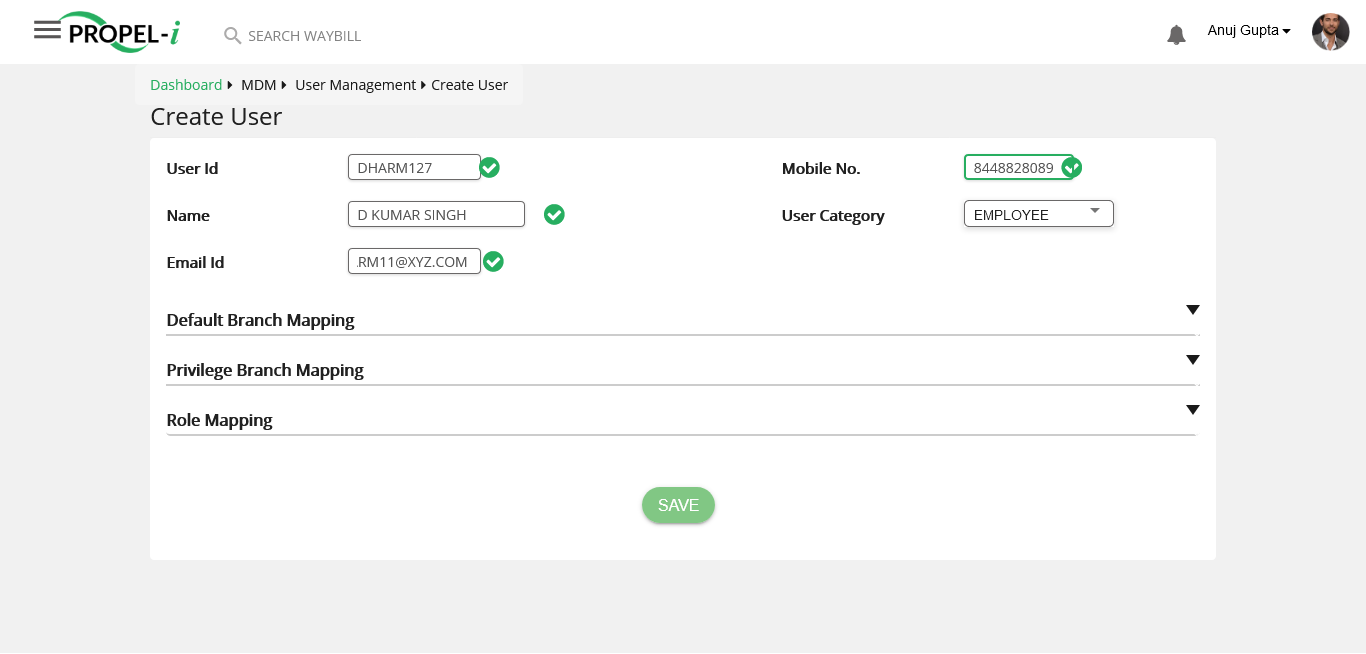 PROPEL-i SEARCH WAYBILL Anuj Gupta
Dashboard MDM User Management Create User
Create User
User Id DHARM127 Mobile No. 8448828089
Name D KUMAR SINGH User Category EMPLOYEE
Email Id RM11@XYZ.COM
Default Branch Mapping
Privilege Branch Mapping
Role Mapping
SAVE